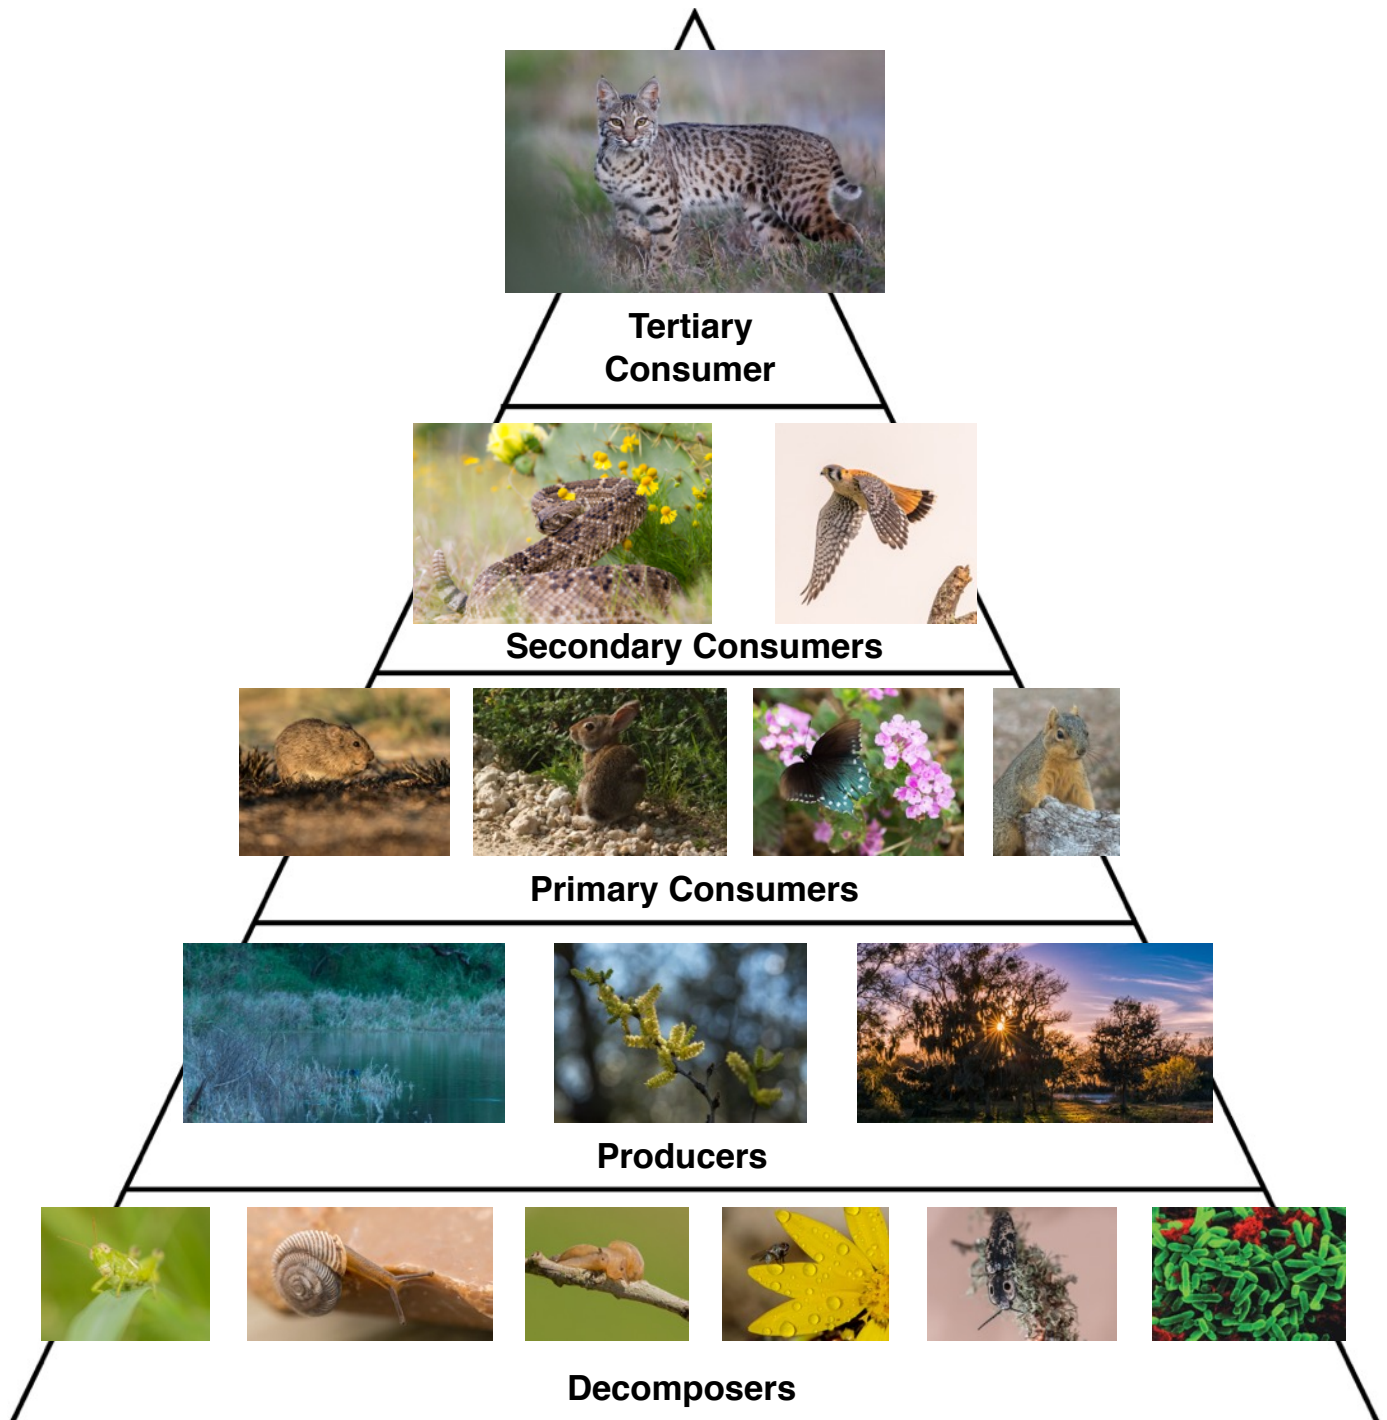 Tertiary
Consumer
Secondary Consumers
Primary Consumers
Producers
Decomposers